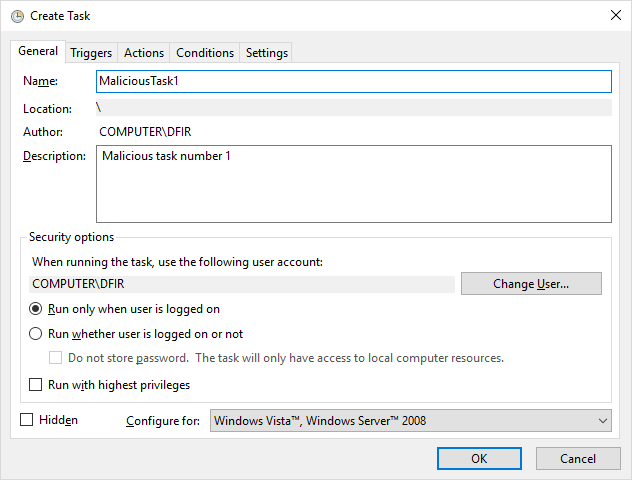 Create Task
General Triggers Actions Conditions Settings
Name: MaliciousTask1
Location: \
Author: COMPUTER\DFIR
Description: Malicious task number 1
Security options
When running the task, use the following user account:
COMPUTER\DFIR Change User...
Run only when user is logged on
Run whether user is logged on or not
Do not store password. The task will only have access to local computer resources.
Run with highest privileges
Hidden Configure for: Windows Vista™, Windows Server™ 2008
OK Cancel